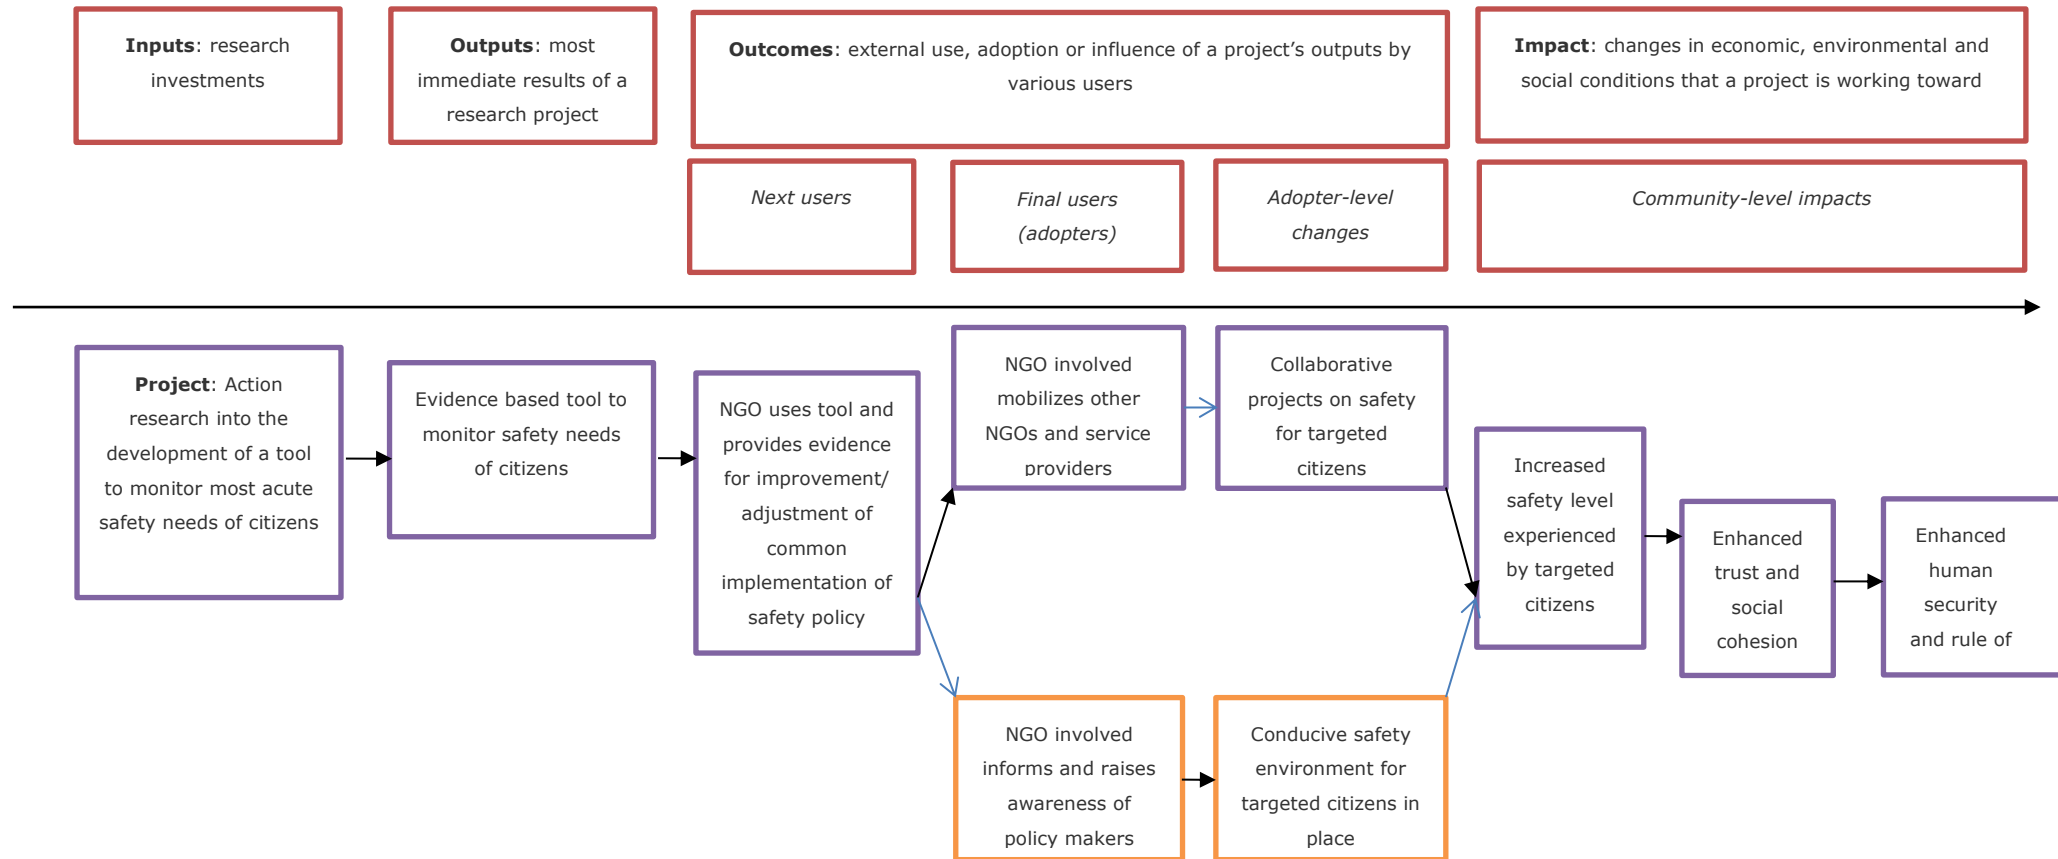 Inputs: research
investments
Outputs: most
immediate results of a
research project
Outcomes: external use, adoption or influence of a project’s outputs by
various users
Impact: changes in economic, environmental and
social conditions that a project is working toward
Next users
Final users
(adopters)
Adopter-level
changes
Community-level impacts
Project: Action
research into the
development of a tool
to monitor most acute
safety needs of citizens
Evidence based tool to
monitor safety needs
of citizens
NGO uses tool and
provides evidence
for improvement/
adjustment of
common
implementation of
safety policy
NGO involved
mobilizes other
NGOs and service
providers
Collaborative
projects on safety
for targeted
citizens
NGO involved
informs and raises
awareness of
policy makers
Conducive safety
environment for
targeted citizens in
place
Increased
safety level
experienced
by targeted
citizens
Enhanced
trust and
social
cohesion
Enhanced
human
security
and rule of